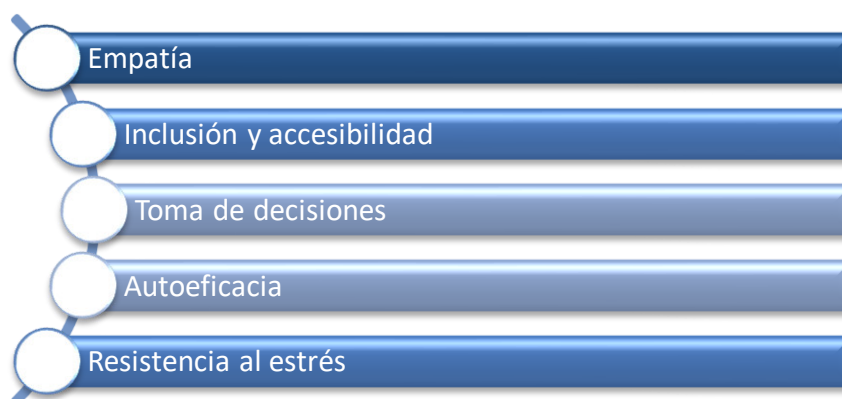 Empatía
Inclusión y accesibilidad
Toma de decisiones
Autoeficacia
Resistencia al estrés